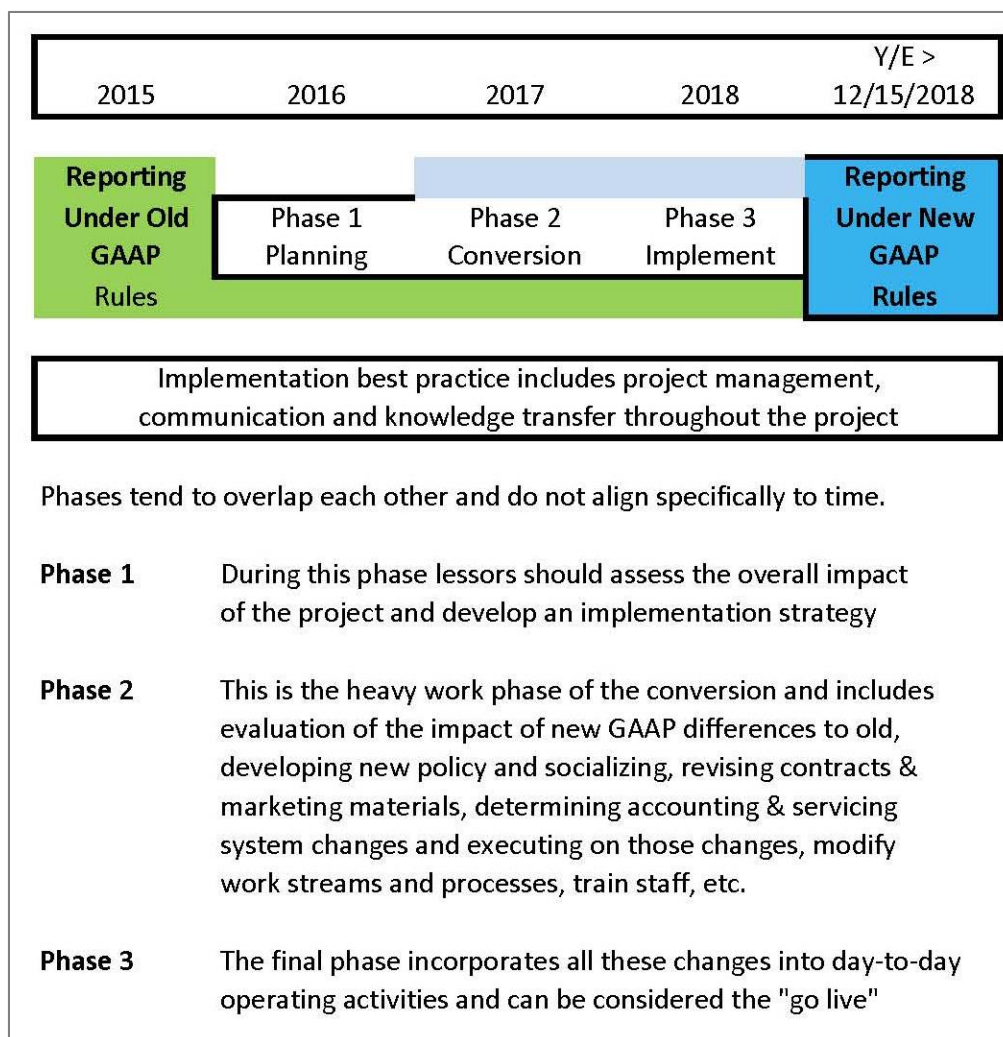 Y/E >
2015 2016 2017 2018 12/15/2018
Reporting Reporting
Under Old Phase 1 Phase 2 Phase 3 Under New
GAAP Planning Conversion Implement GAAP
Rules Rules
Implementation best practice includes project management,
communication and knowledge transfer throughout the project
Phases tend to overlap each other and do not align specifically to time.
Phase 1 During this phase lessors should assess the overall impact
of the project and develop an implementation strategy
Phase 2 This is the heavy work phase of the conversion and includes
evaluation of the impact of new GAAP differences to old,
developing new policy and socializing, revising contracts &
marketing materials, determining accounting & servicing
system changes and executing on those changes, modify
work streams and processes, train staff, etc.
Phase 3 The final phase incorporates all these changes into day-to-day
operating activities and can be considered the "go live"